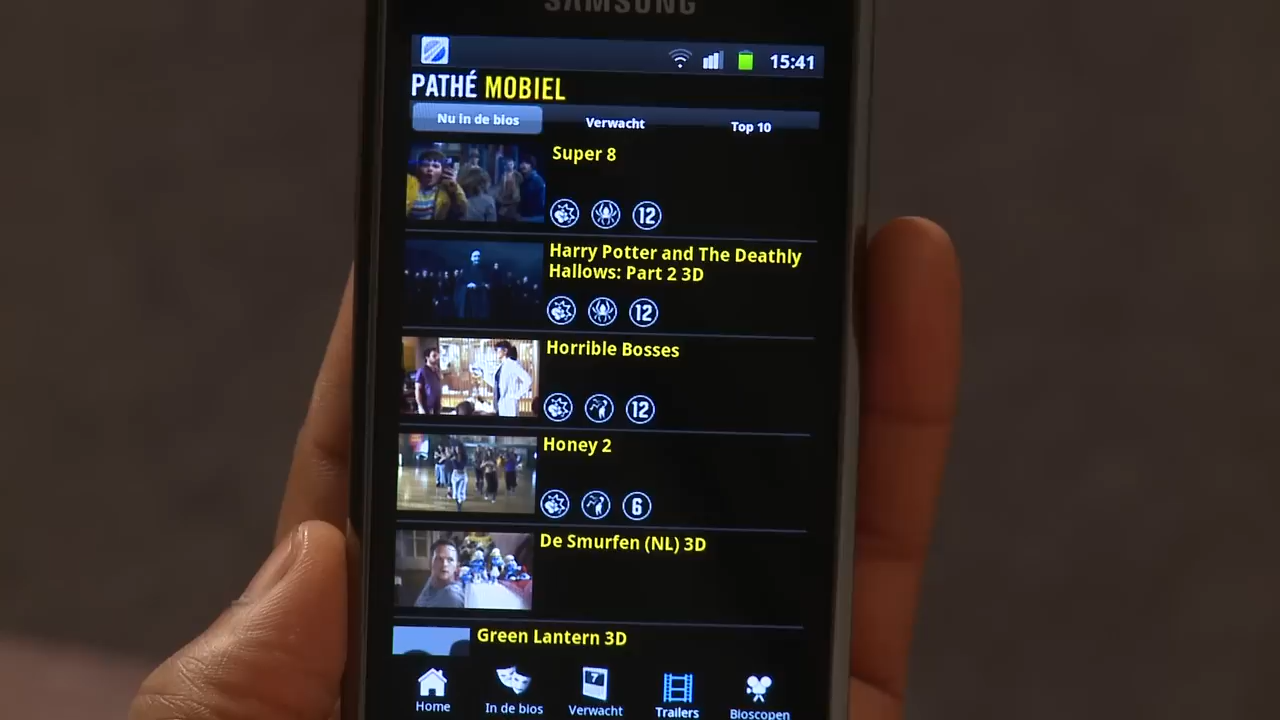 SAMSUNG
15:41
PATHÉ MOBIEL
Nu in de bios
Verwacht
Top 10
Super 8
12
Harry Potter and The Deathly
Hallows: Part 2 3D
12
Horrible Bosses
12
Honey 2
6
De Smurfen (NL) 3D
Green Lantern 3D
7
Home
In de bios
Verwacht
Trailers
Bioscopen